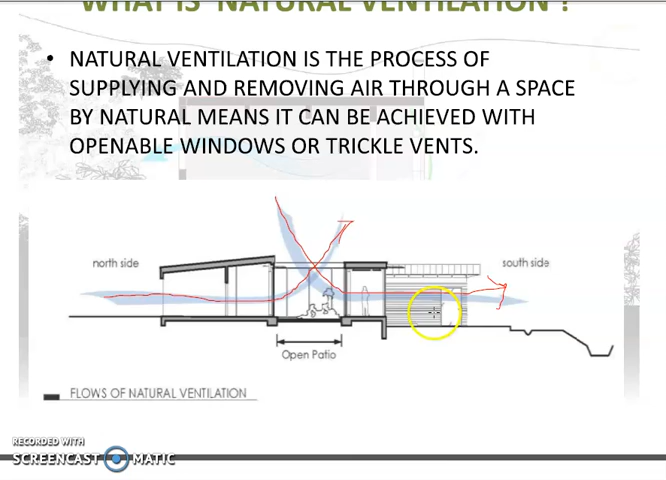 WHAT IS 'NATURAL VENTILATION'?
• NATURAL VENTILATION IS THE PROCESS OF
SUPPLYING AND REMOVING AIR THROUGH A SPACE
BY NATURAL MEANS IT CAN BE ACHIEVED WITH
OPENABLE WINDOWS OR TRICKLE VENTS.
north side
south side
Open Patio
FLOWS OF NATURAL VENTILATION
RECORDED WITH
SCREENCAST MATIC